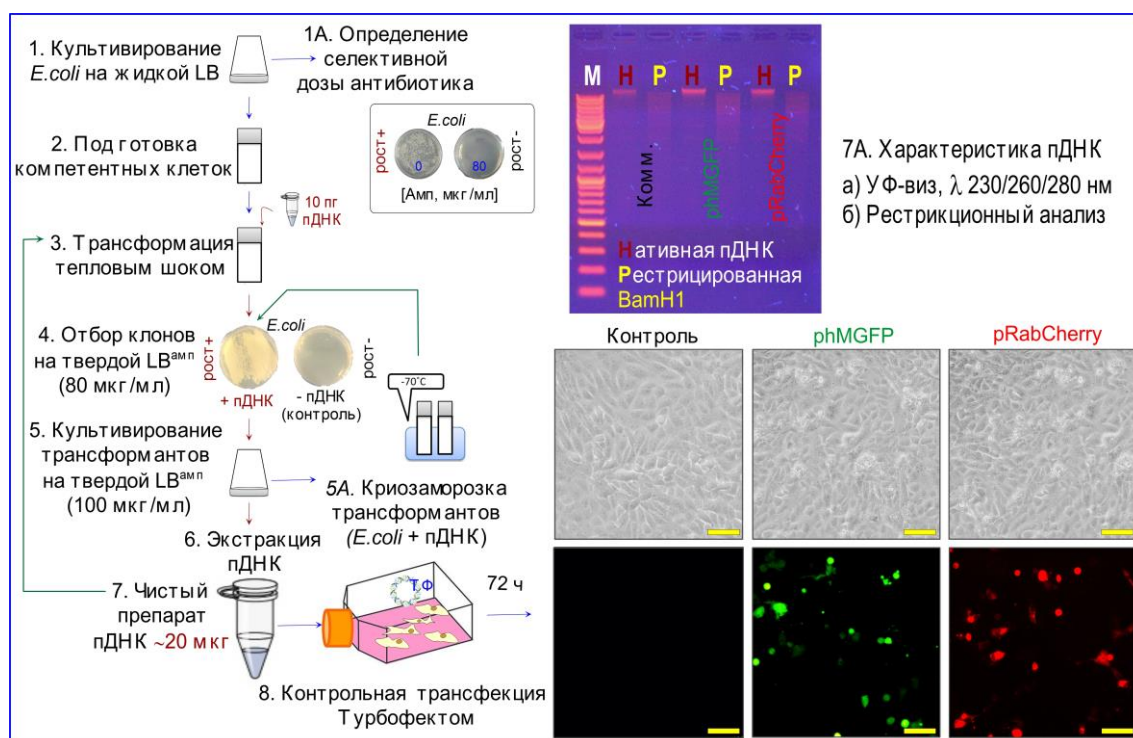 1. Культивирование
E.coli на жидкой LB
1А. Определение
селективной
дозы антибиотика
E.coli
рост+
0
80
рост-
[Амп, мкг/мл]
2. Под готовка
компетентных клеток
10 пг
пДНК
3. Трансформация
тепловым шоком
4. Отбор клонов
на твердой LBамп
(80 мкг/мл)
E.coli
рост+
рост-
+ пДНК
- пДНК
(контроль)
-70˚C
5. Культивирование
трансформантов
на твердой LBамп
(100 мкг/мл)
5А. Криозаморозка
трансформантов
(E.coli + пДНК)
6. Экстракция
пДНК
7. Чистый
препарат
пДНК ~20 мкг
ТФ
72 ч
8. Контрольная трансфекция
Турбофектом
М Н Р Н Р Н Р
Комм.
phMGFP
pRabCherry
Нативная пДНК
Рестрицированная
BamH1
7А. Характеристика пДНК
а) УФ-виз, λ 230/260/280 нм
б) Рестрикционный анализ
Контроль
phMGFP
pRabCherry